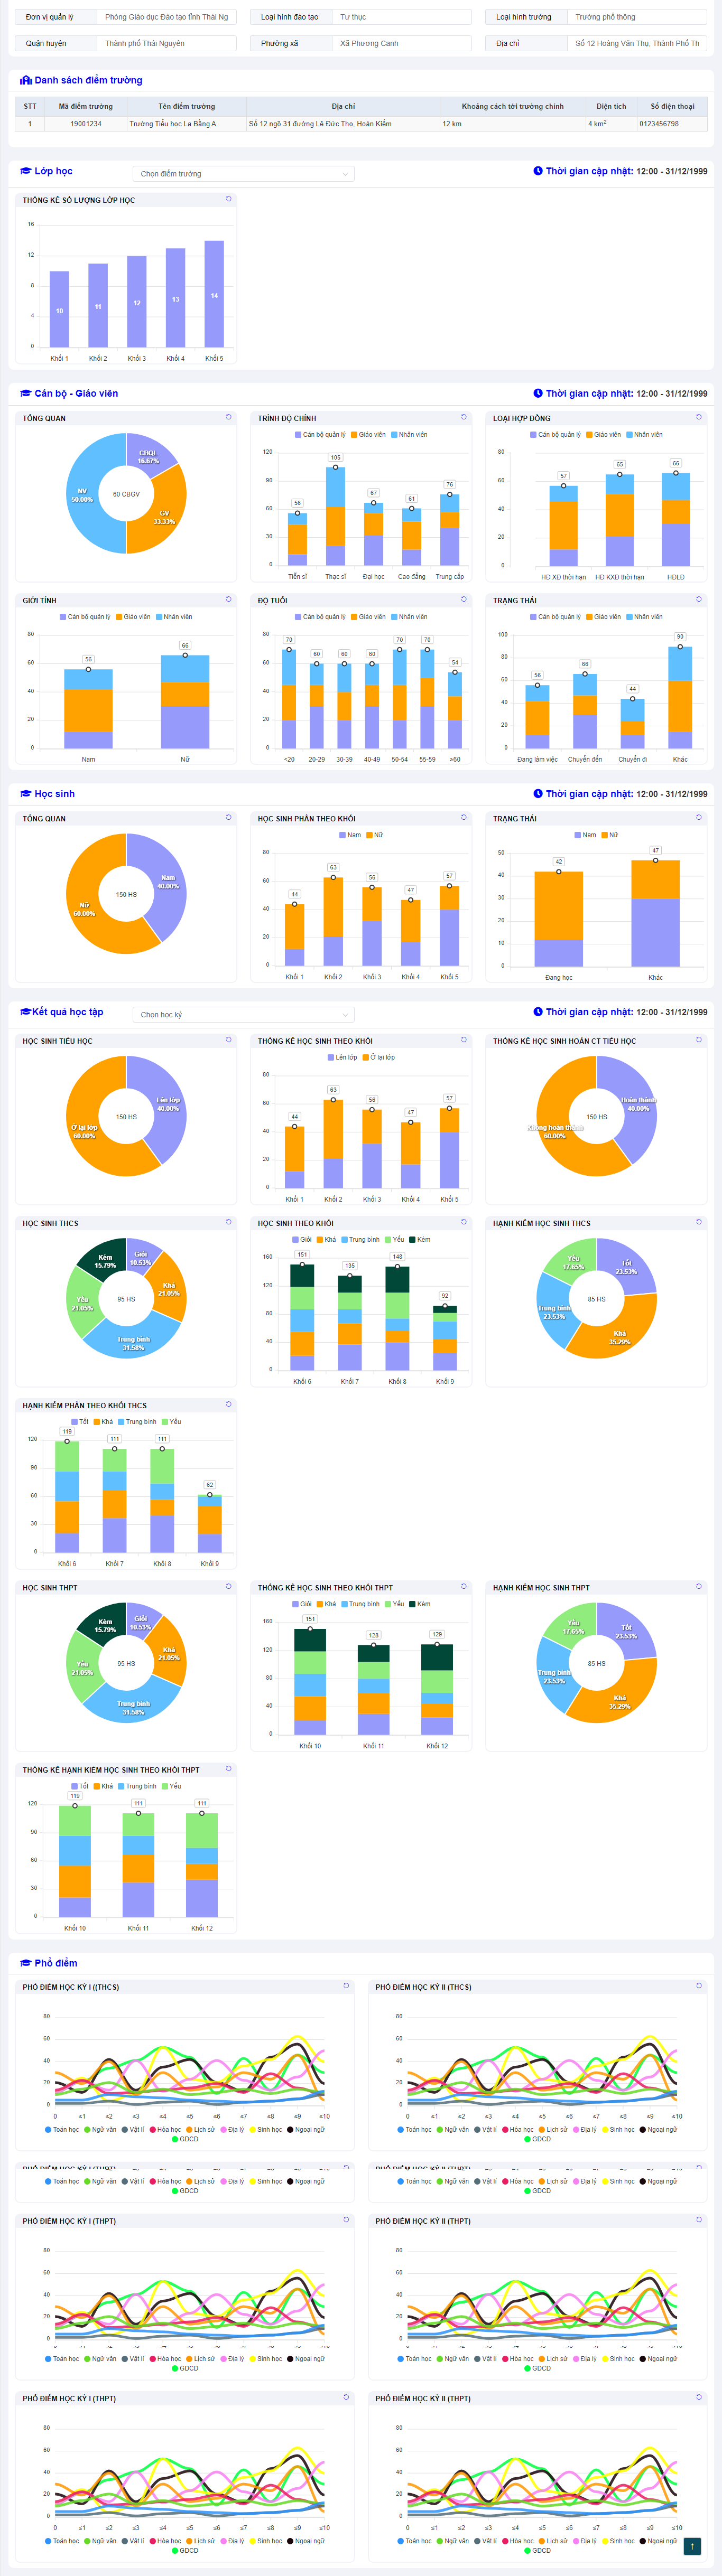 Đơn vị quản lý Phòng Giáo dục Đào tạo tỉnh Thái Ng Loại hình đào tạo Tư thục Loại hình trường Trường phổ thông
Quận huyện Thành phố Thái Nguyên Phường xã Xã Phương Canh Địa chỉ Số 12 Hoàng Văn Thụ, Thành Phố Th
Danh sách điểm trường
STT Mã điểm trường Tên điểm trường Địa chỉ Khoảng cách tới trường chính Diện tích Số điện thoại
1 19001234 Trường Tiểu học La Bằng A Số 12 ngõ 31 đường Lê Đức Thọ, Hoàn Kiếm 12 km 4 km2 0123456798
Lớp học Chọn điểm trường Thời gian cập nhật: 12:00 - 31/12/1999
THỐNG KÊ SỐ LƯỢNG LỚP HỌC
16
12
8
4
0
10 11 12 13 14
Khối 1 Khối 2 Khối 3 Khối 4 Khối 5
Cán bộ - Giáo viên Thời gian cập nhật: 12:00 - 31/12/1999
TỔNG QUAN
CBQL
16.67%
NV
50.00%
60 CBGV
GV
33.33%
TRÌNH ĐỘ CHÍNH
Cán bộ quản lý Giáo viên Nhân viên
120
90
60
30
0
56 105 67 61 76
Tiến sĩ Thạc sĩ Đại học Cao đẳng Trung cấp
LOẠI HỢP ĐỒNG
Cán bộ quản lý Giáo viên Nhân viên
80
60
40
20
0
57 65 66
HĐ XĐ thời hạn HĐ KXĐ thời hạn HĐLĐ
GIỚI TÍNH
Cán bộ quản lý Giáo viên Nhân viên
80
60
40
20
0
56 66
Nam Nữ
ĐỘ TUỔI
Cán bộ quản lý Giáo viên Nhân viên
80
60
40
20
0
70 60 60 60 70 70 54
<20 20-29 30-39 40-49 50-54 55-59 ≥60
TRẠNG THÁI
Cán bộ quản lý Giáo viên Nhân viên
100
80
60
40
20
0
56 66 44 90
Đang làm việc Chuyển đến Chuyển đi Khác
Học sinh Thời gian cập nhật: 12:00 - 31/12/1999
TỔNG QUAN
Nam
40.00%
150 HS
Nữ
60.00%
HỌC SINH PHÂN THEO KHỐI
Nam Nữ
80
60
40
20
0
44 63 56 47 57
Khối 1 Khối 2 Khối 3 Khối 4 Khối 5
TRẠNG THÁI
Nam Nữ
50
40
30
20
10
0
42 47
Đang học Khác
Kết quả học tập Chọn học kỳ Thời gian cập nhật: 12:00 - 31/12/1999
HỌC SINH TIỂU HỌC
Lên lớp
40.00%
150 HS
Ở lại lớp
60.00%
THỐNG KÊ HỌC SINH THEO KHỐI
Lên lớp Ở lại lớp
80
60
40
20
0
44 63 56 47 57
Khối 1 Khối 2 Khối 3 Khối 4 Khối 5
THỐNG KÊ HỌC SINH HOÀN CT TIỂU HỌC
Hoàn thành
40.00%
150 HS
Không hoàn thành
60.00%
HỌC SINH THCS
Kém
15.79%
Giỏi
10.53%
Khá
21.05%
Yếu
21.05%
95 HS
Trung bình
31.58%
HỌC SINH THEO KHỐI
Giỏi Khá Trung bình Yếu Kém
160
120
80
40
0
151 135 148 92
Khối 6 Khối 7 Khối 8 Khối 9
HẠNH KIỂM HỌC SINH THCS
Yếu
17.65%
Tốt
23.53%
85 HS
Trung bình
23.53%
Khá
35.29%
HẠNH KIỂM PHÂN THEO KHỐI THCS
Tốt Khá Trung bình Yếu
120
90
60
30
0
119 111 111 62
Khối 6 Khối 7 Khối 8 Khối 9
HỌC SINH THPT
Kém
15.79%
Giỏi
10.53%
Khá
21.05%
Yếu
21.05%
95 HS
Trung bình
31.58%
THỐNG KÊ HỌC SINH THEO KHỐI THPT
Giỏi Khá Trung bình Yếu Kém
160
120
80
40
0
151 128 129
Khối 10 Khối 11 Khối 12
HẠNH KIỂM HỌC SINH THPT
Yếu
17.65%
Tốt
23.53%
85 HS
Trung bình
23.53%
Khá
35.29%
THỐNG KÊ HẠNH KIỂM HỌC SINH THEO KHỐI THPT
Tốt Khá Trung bình Yếu
120
90
60
30
0
119 111 111
Khối 10 Khối 11 Khối 12
Phổ điểm
PHỔ ĐIỂM HỌC KỲ I ((THCS)
80
60
40
20
0
0 ≤1 ≤2 ≤3 ≤4 ≤5 ≤6 ≤7 ≤8 ≤9 ≤10
Toán học Ngữ văn Vật lí Hóa học Lịch sử Địa lý Sinh học Ngoại ngữ
GDCD
PHỔ ĐIỂM HỌC KỲ II (THCS)
80
60
40
20
0
0 ≤1 ≤2 ≤3 ≤4 ≤5 ≤6 ≤7 ≤8 ≤9 ≤10
Toán học Ngữ văn Vật lí Hóa học Lịch sử Địa lý Sinh học Ngoại ngữ
GDCD
Toán học Ngữ văn Vật lí Hóa học Lịch sử Địa lý Sinh học Ngoại ngữ
GDCD
Toán học Ngữ văn Vật lí Hóa học Lịch sử Địa lý Sinh học Ngoại ngữ
GDCD
PHỔ ĐIỂM HỌC KỲ I (THPT)
80
60
40
20
0
Toán học Ngữ văn Vật lí Hóa học Lịch sử Địa lý Sinh học Ngoại ngữ
GDCD
PHỔ ĐIỂM HỌC KỲ II (THPT)
80
60
40
20
0
Toán học Ngữ văn Vật lí Hóa học Lịch sử Địa lý Sinh học Ngoại ngữ
GDCD
PHỔ ĐIỂM HỌC KỲ I (THPT)
80
60
40
20
0
0 ≤1 ≤2 ≤3 ≤4 ≤5 ≤6 ≤7 ≤8 ≤9 ≤10
Toán học Ngữ văn Vật lí Hóa học Lịch sử Địa lý Sinh học Ngoại ngữ
GDCD
PHỔ ĐIỂM HỌC KỲ II (THPT)
80
60
40
20
0
0 ≤1 ≤2 ≤3 ≤4 ≤5 ≤6 ≤7 ≤8 ≤9 ≤10
Toán học Ngữ văn Vật lí Hóa học Lịch sử Địa lý Sinh học Ngoại ngữ
GDCD